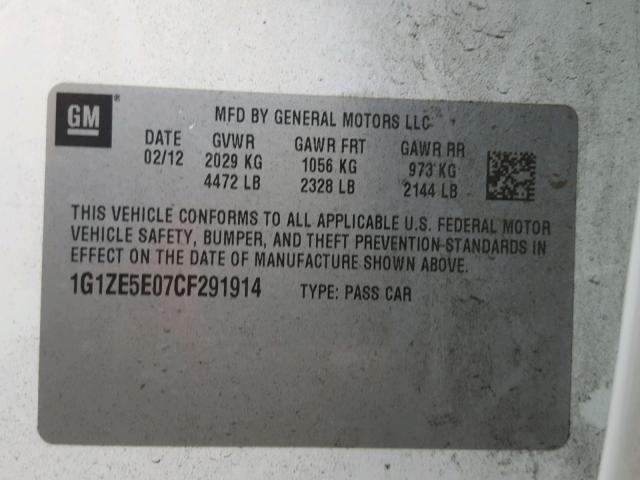 GM®
MFD BY GENERAL MOTORS LLC
DATE GVWR GAWR FRT GAWR RR
02/12 2029 KG 1056 KG 973 KG
4472 LB 2328 LB 2144 LB
THIS VEHICLE CONFORMS TO ALL APPLICABLE U.S. FEDERAL MOTOR
VEHICLE SAFETY, BUMPER, AND THEFT PREVENTION STANDARDS IN
EFFECT ON THE DATE OF MANUFACTURE SHOWN ABOVE.
1G1ZE5E07CF291914 TYPE: PASS CAR